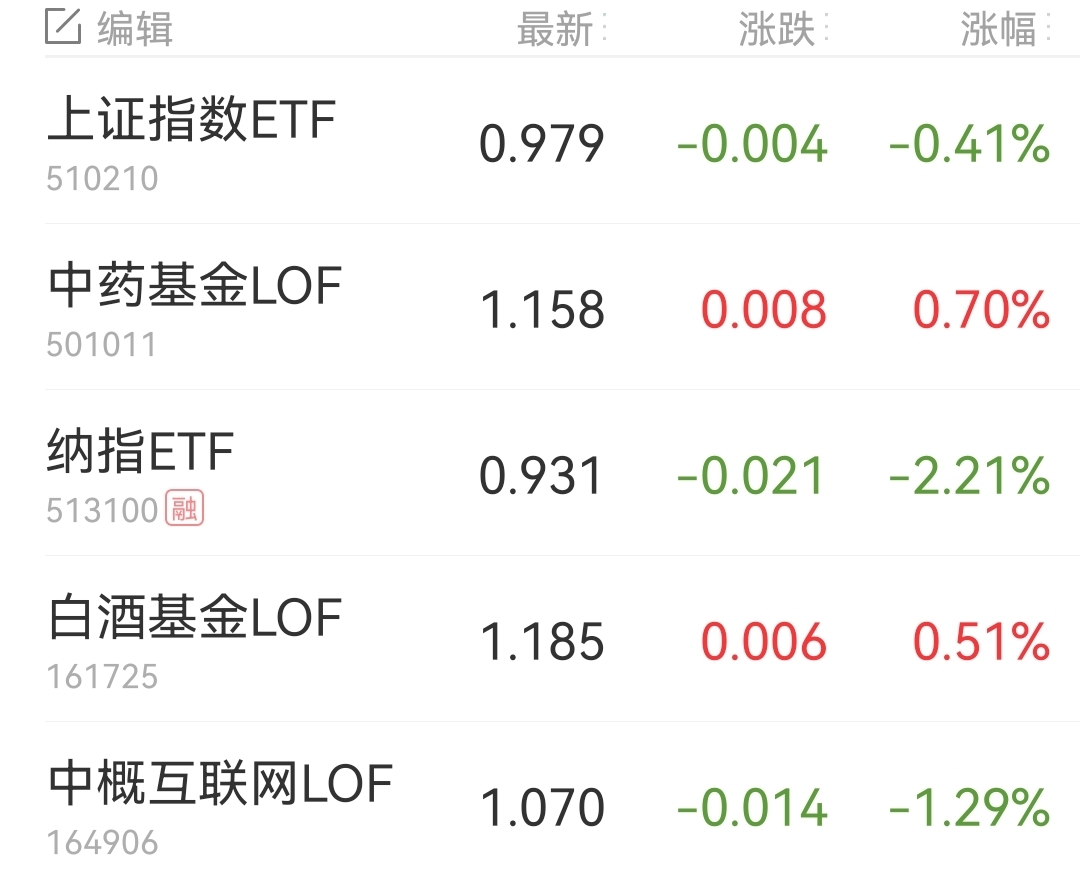 编辑 最新 涨跌 涨幅
上证指数ETF 0.979 -0.004 -0.41%
510210
中药基金LOF 1.158 0.008 0.70%
501011
纳指ETF 0.931 -0.021 -2.21%
513100 融
白酒基金LOF 1.185 0.006 0.51%
161725
中概互联网LOF 1.070 -0.014 -1.29%
164906